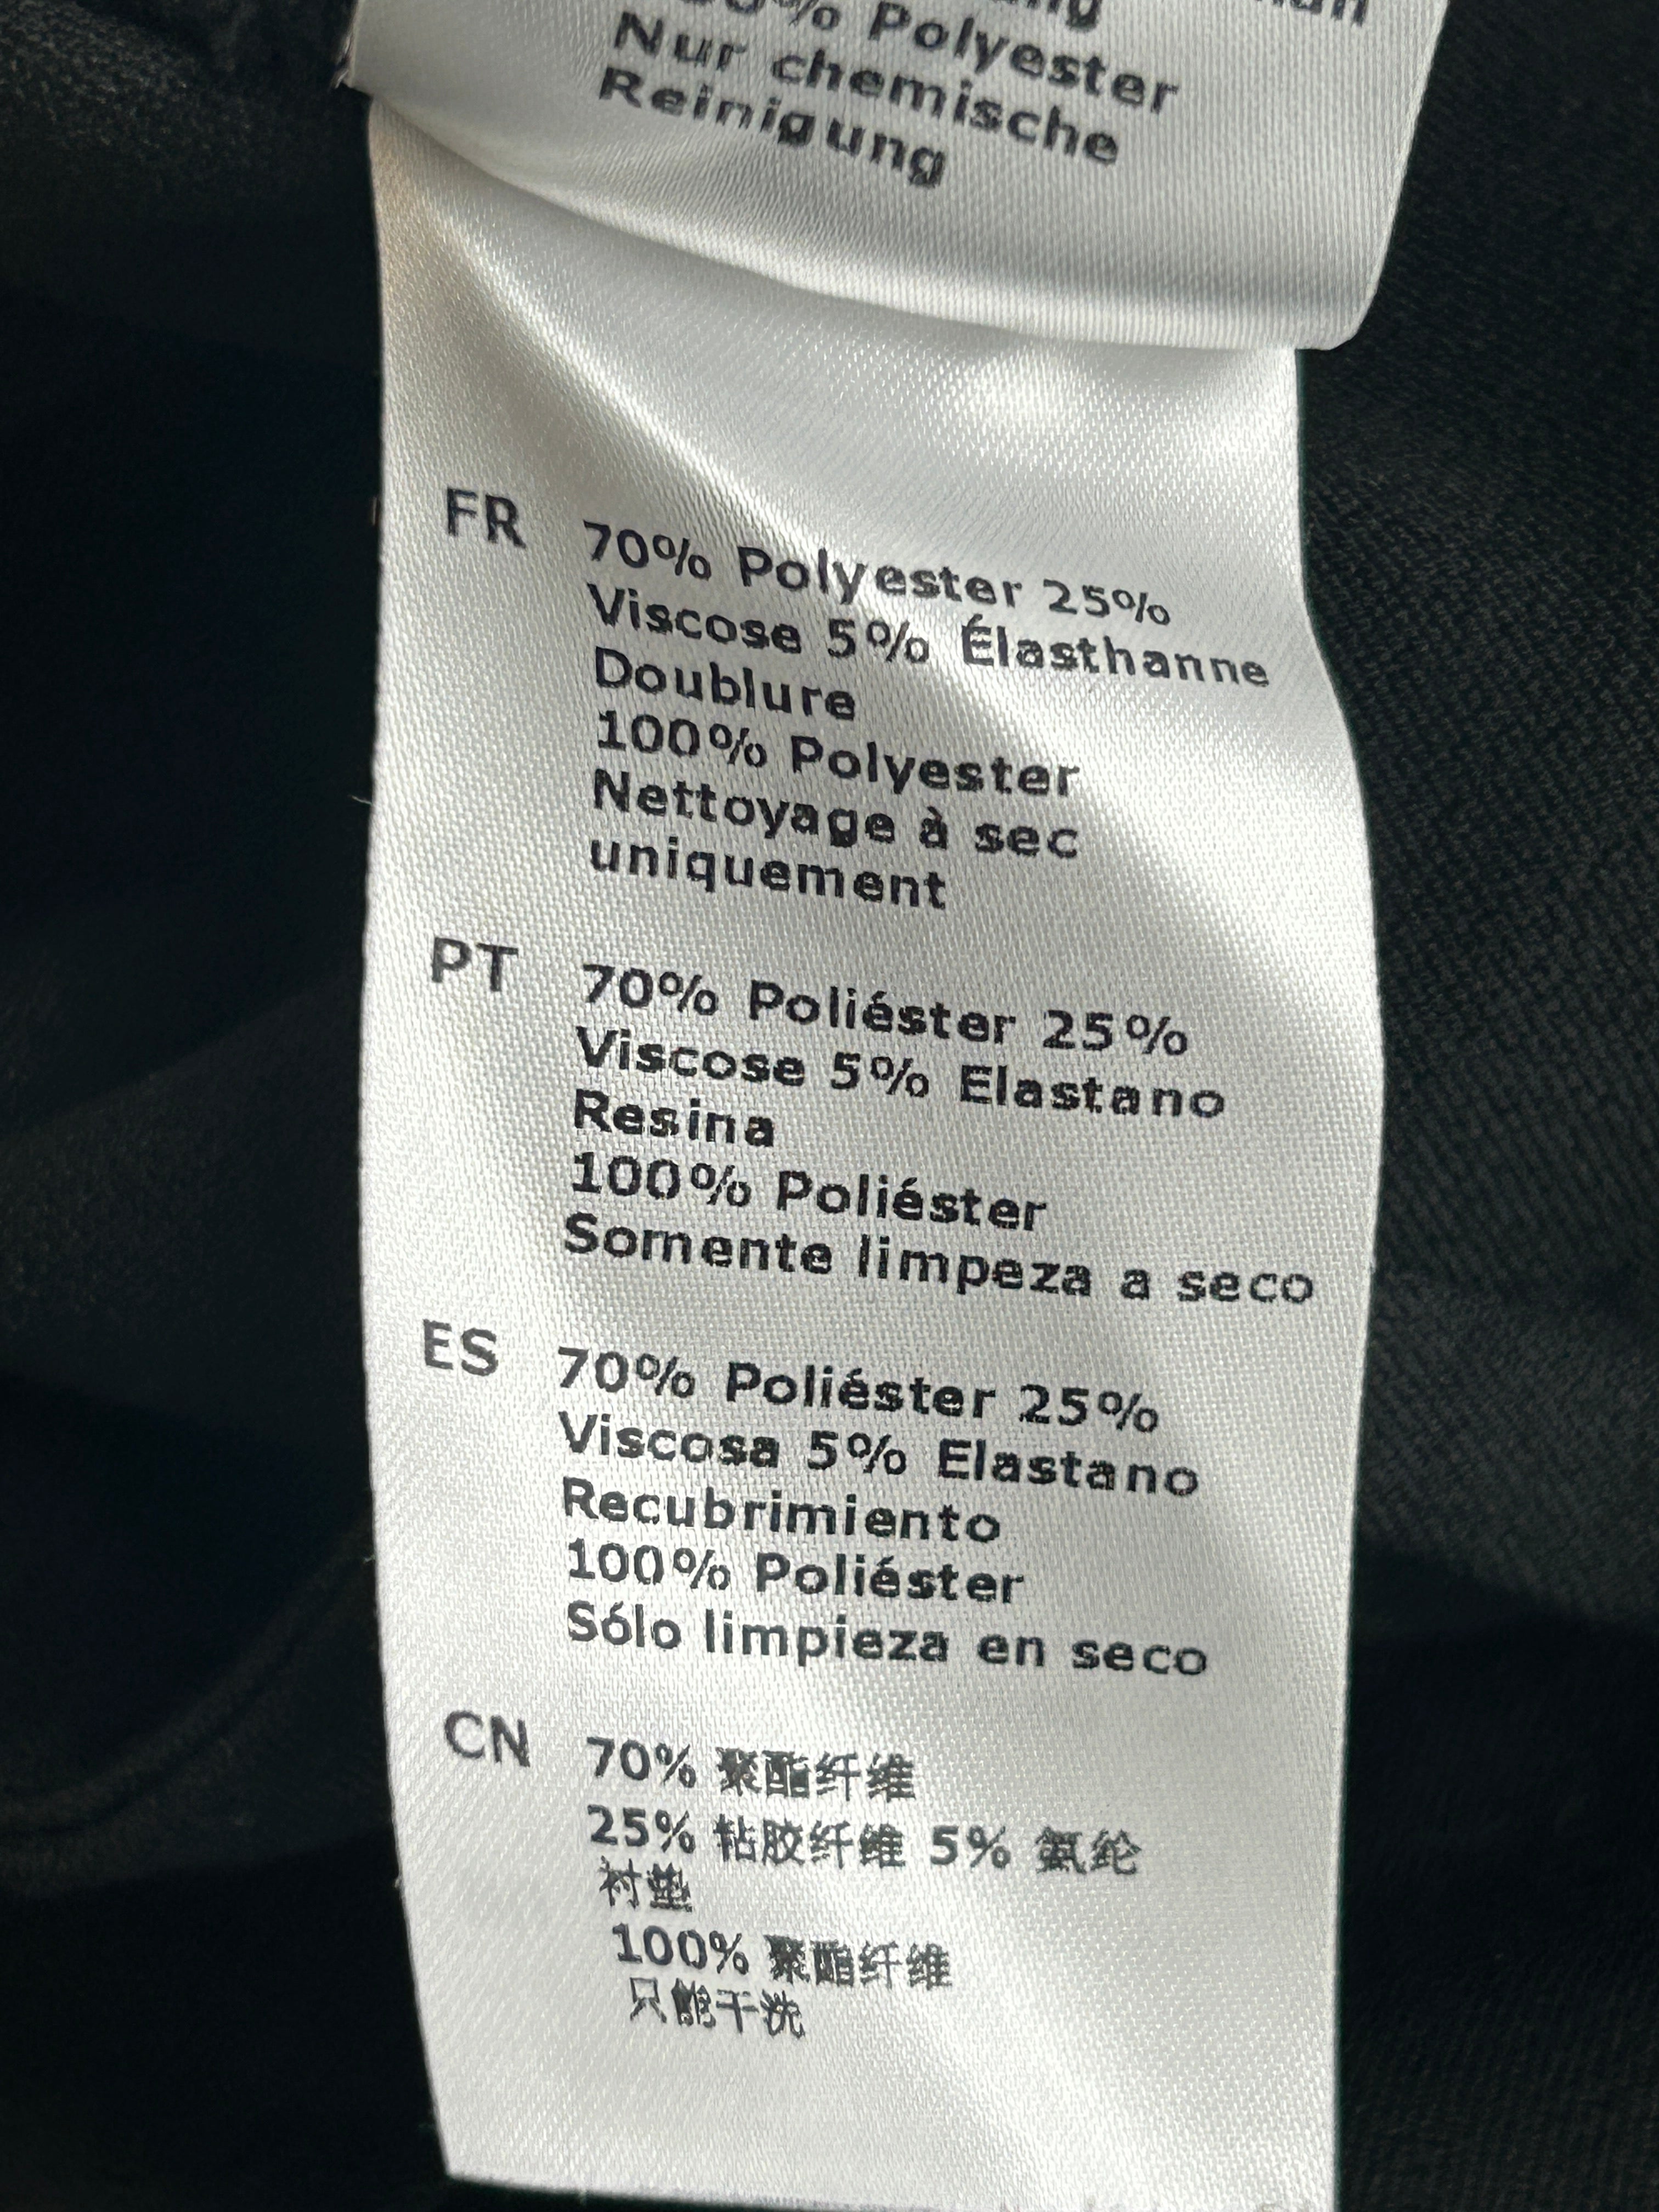 % Polyester
Nur chemische
Reinigung
FR 70% Polyester 25%
Viscose 5% Élasthanne
Doublure
100% Polyester
Nettoyage à sec
uniquement
PT 70% Poliéster 25%
Viscose 5% Elastano
Resina
100% Poliéster
Somente limpeza a seco
ES 70% Poliéster 25%
Viscosa 5% Elastano
Recubrimiento
100% Poliéster
Sólo limpieza en seco
CN 70% 聚酯纤维
25% 粘胶纤维 5% 氨纶
衬垫
100% 聚酯纤维
只能干洗